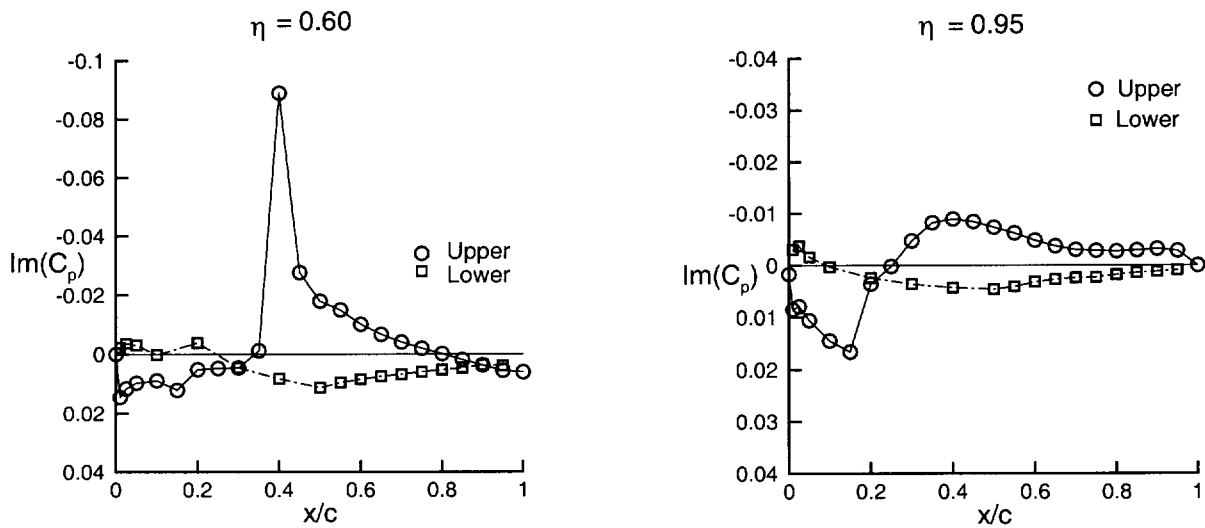 η = 0.60
-0.1
-0.08
-0.06
-0.04
-0.02
0
0.02
0.04
Im(Cₚ)
Upper
Lower
0 0.2 0.4 0.6 0.8 1
x/c
η = 0.95
-0.04
-0.03
-0.02
-0.01
0
0.01
0.02
0.03
0.04
Im(Cₚ)
Upper
Lower
0 0.2 0.4 0.6 0.8 1
x/c